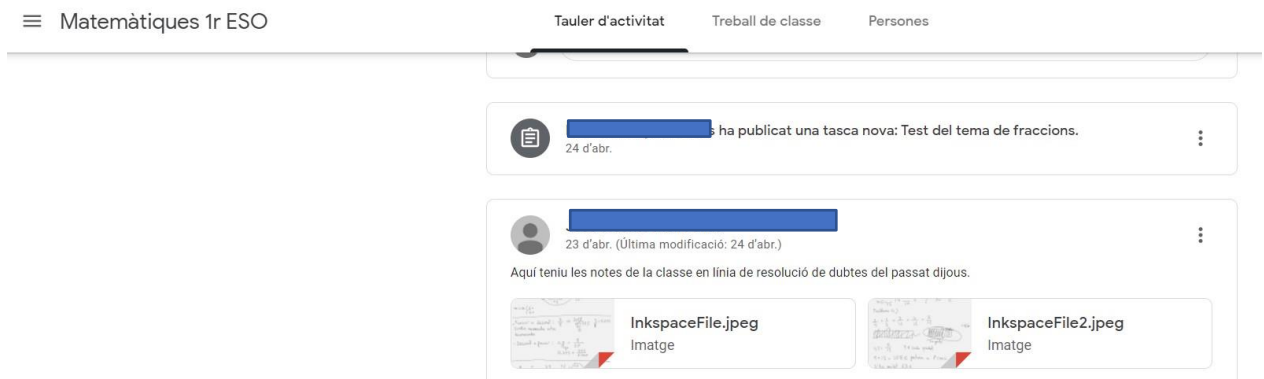 Matemàtiques 1r ESO
Tauler d'activitat
Treball de classe
Persones
s ha publicat una tasca nova: Test del tema de fraccions.
24 d'abr.
23 d'abr. (Última modificació: 24 d'abr.)
Aquí teniu les notes de la classe en línia de resolució de dubtes del passat dijous.
InkspaceFile.jpeg
Imatge
InkspaceFile2.jpeg
Imatge